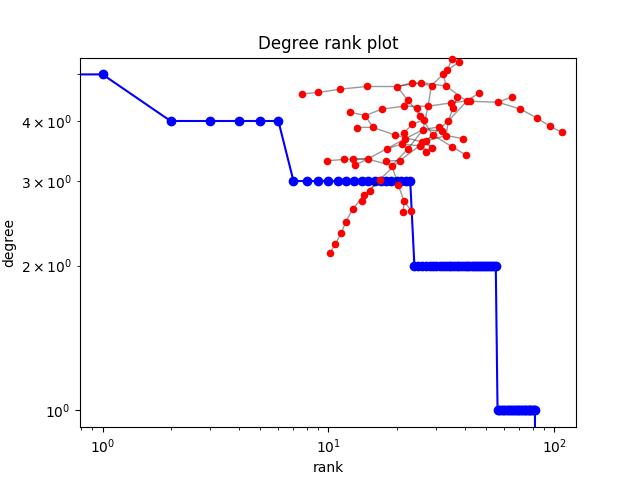 Degree rank plot
degree
4 × 10⁰
3 × 10⁰
2 × 10⁰
10⁰
10⁰ 10¹ 10²
rank